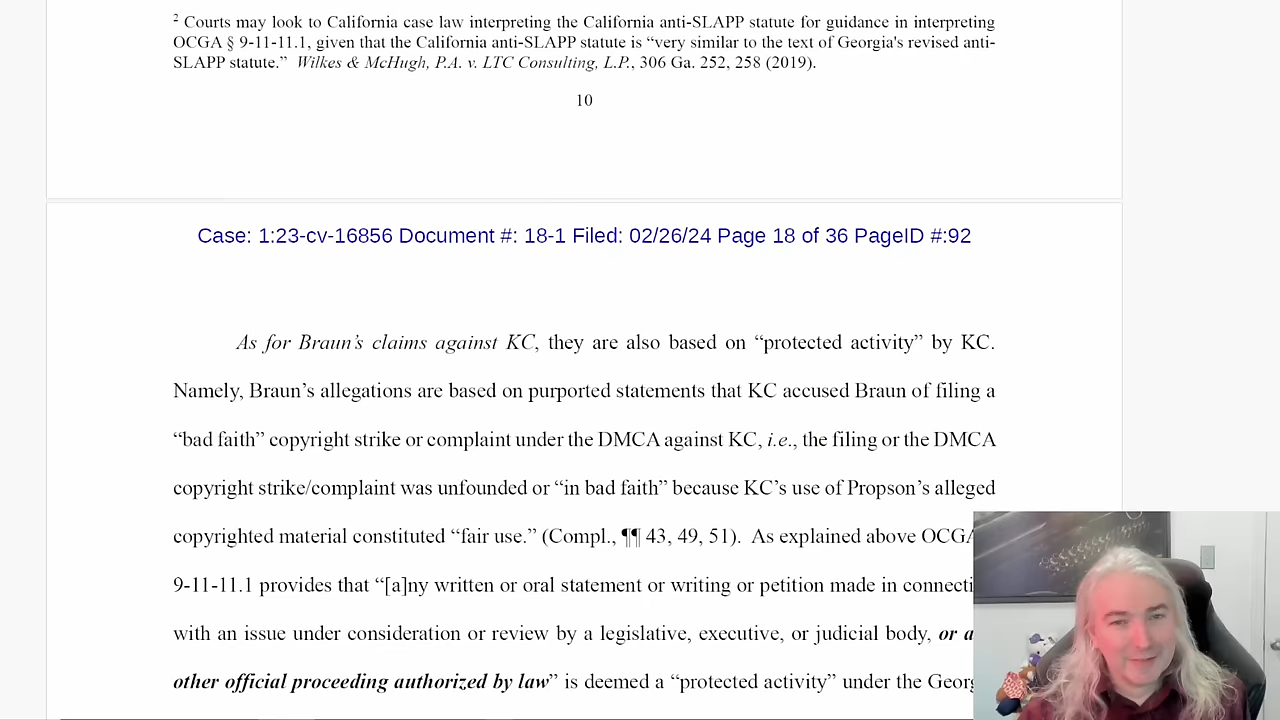 2 Courts may look to California case law interpreting the California anti-SLAPP statute for guidance in interpreting
OCGA § 9-11-11.1, given that the California anti-SLAPP statute is “very similar to the text of Georgia's revised anti-
SLAPP statute.” Wilkes & McHugh, P.A. v. LTC Consulting, L.P., 306 Ga. 252, 258 (2019).
10
Case: 1:23-cv-16856 Document #: 18-1 Filed: 02/26/24 Page 18 of 36 PageID #:92
As for Braun’s claims against KC, they are also based on “protected activity” by KC.
Namely, Braun’s allegations are based on purported statements that KC accused Braun of filing a
“bad faith” copyright strike or complaint under the DMCA against KC, i.e., the filing or the DMCA
copyright strike/complaint was unfounded or “in bad faith” because KC’s use of Propson’s alleged
copyrighted material constituted “fair use.” (Compl., ¶¶ 43, 49, 51). As explained above OCGA
9-11-11.1 provides that “[a]ny written or oral statement or writing or petition made in
with an issue under consideration or review by a legislative, executive, or judicial body, or
other official proceeding authorized by law” is deemed a “protected activity” under the